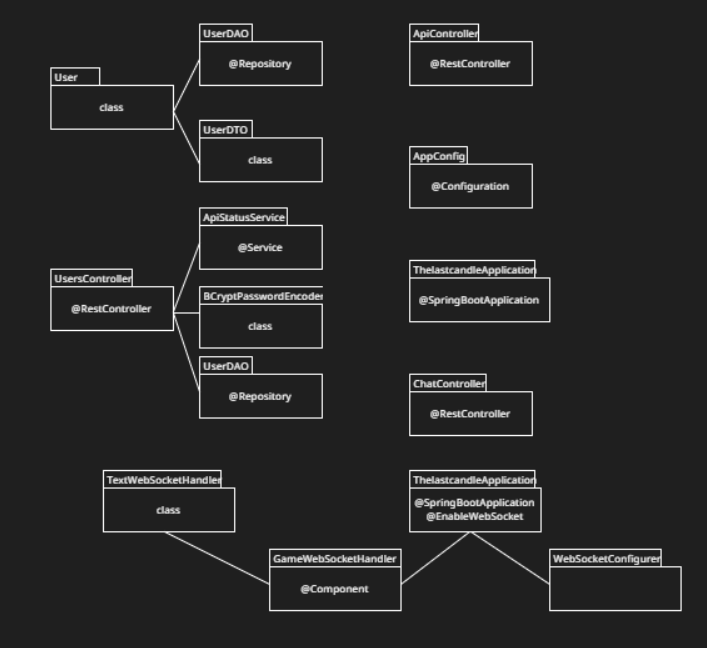 UserDAO
@Repository
User
class
UserDTO
class
ApiController
@RestController
AppConfig
@Configuration
ApiStatusService
@Service
UsersController
@RestController
BCryptPasswordEncoder
class
UserDAO
@Repository
ThelastcandleApplication
@SpringBootApplication
ChatController
@RestController
TextWebSocketHandler
class
ThelastcandleApplication
@SpringBootApplication
@EnableWebSocket
GameWebSocketHandler
@Component
WebSocketConfigurer